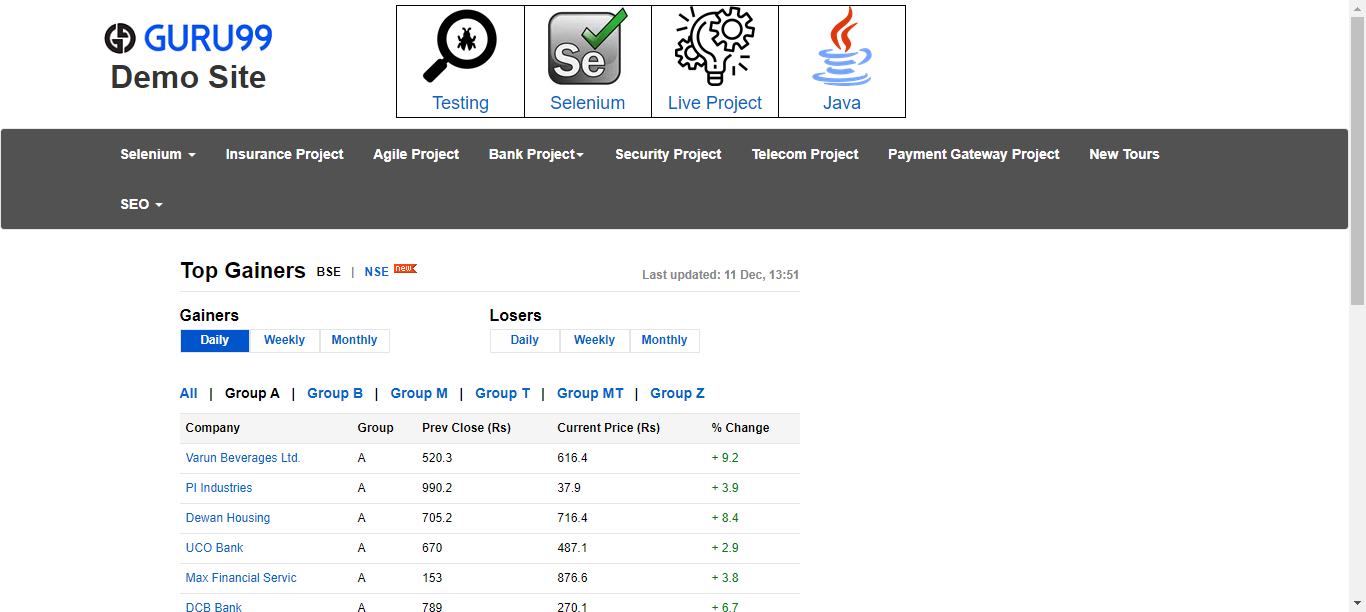 GURU99
Demo Site
Testing Selenium Live Project Java
Selenium Insurance Project Agile Project Bank Project Security Project Telecom Project Payment Gateway Project New Tours
SEO
Top Gainers BSE | NSE new Last updated: 11 Dec, 13:51
Gainers Losers
Daily Weekly Monthly Daily Weekly Monthly
All | Group A | Group B | Group M | Group T | Group MT | Group Z
Company Group Prev Close (Rs) Current Price (Rs) % Change
Varun Beverages Ltd. A 520.3 616.4 + 9.2
PI Industries A 990.2 37.9 + 3.9
Dewan Housing A 705.2 716.4 + 8.4
UCO Bank A 670 487.1 + 2.9
Max Financial Servic A 153 876.6 + 3.8
DCB Bank A 789 270.1 + 6.7